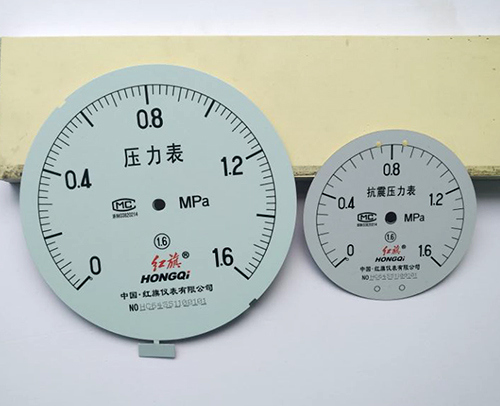 0.8
压力表
0.4
1.2
MC
MPa
0
1.6
1.6
红旗®
HONGQi
中国·红旗仪表有限公司
NO
0.8
抗震压力表
0.4
1.2
MC
MPa
0
1.6
1.6
红旗®
HONGQi
中国·红旗仪表有限公司
NO